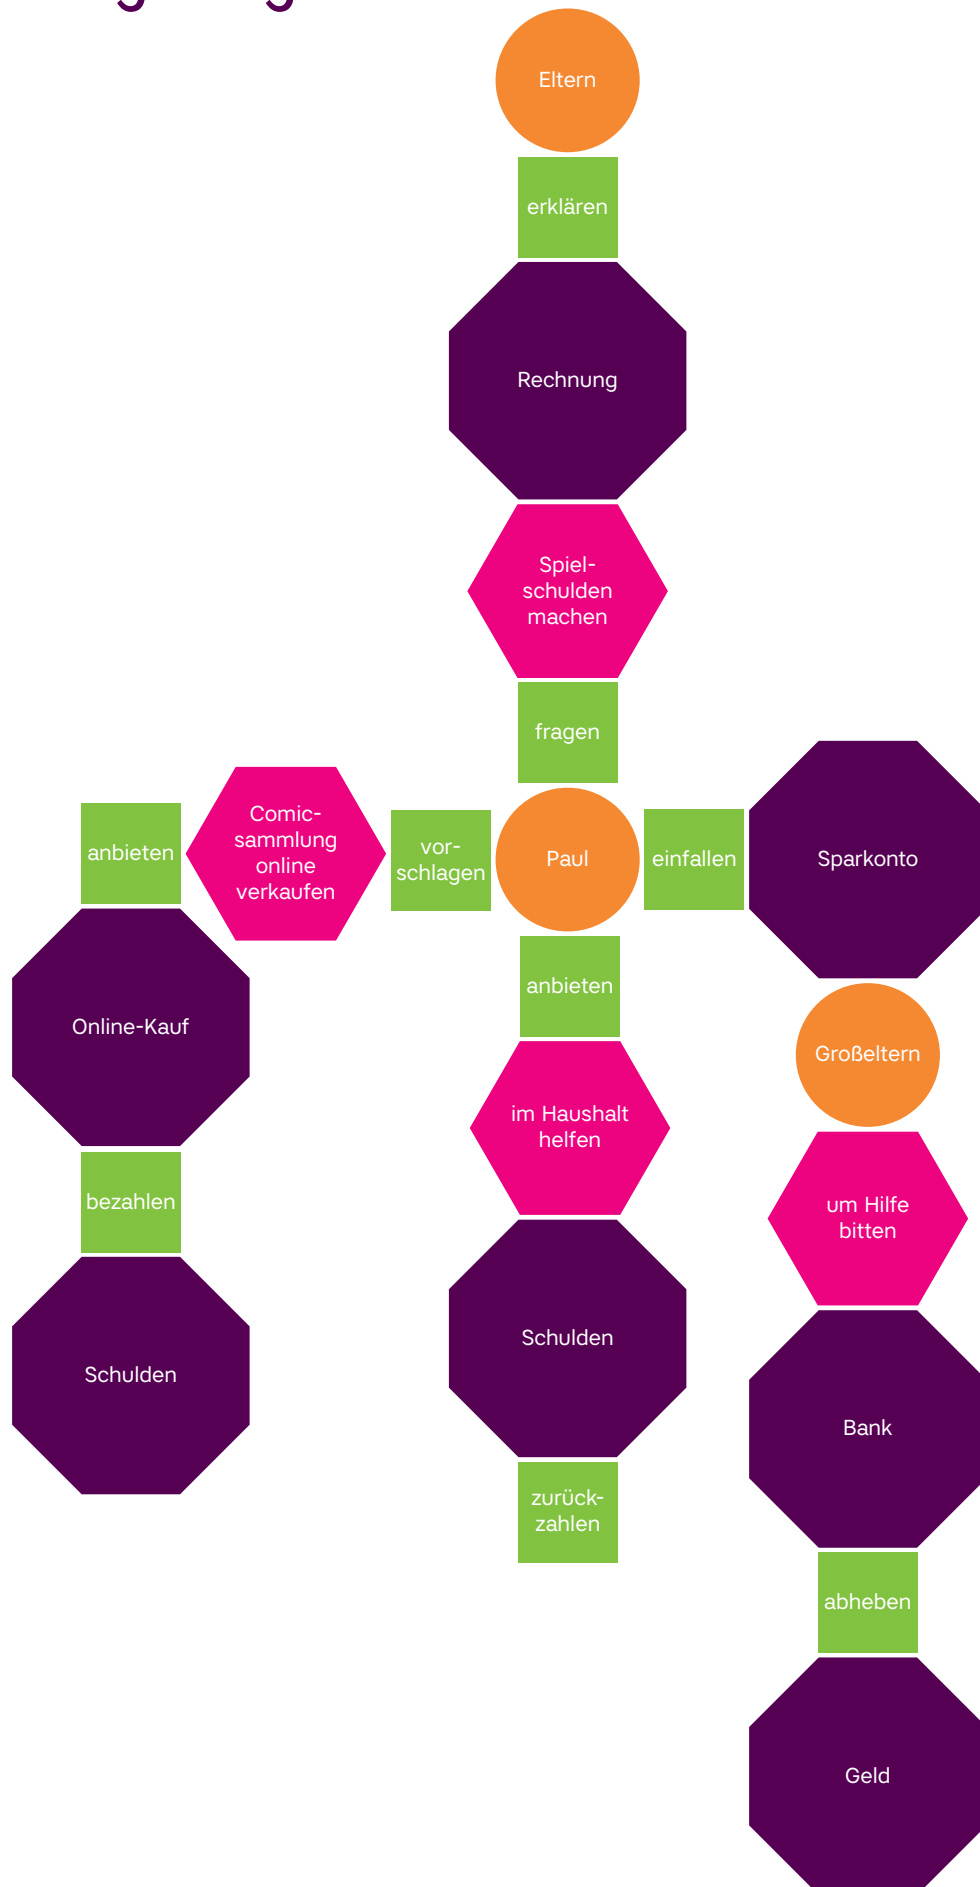 Eltern
erklären
Rechnung
Spiel-
schulden
machen
fragen
anbieten
Comic-
sammlung
online
verkaufen
vor-
schlagen
Paul
einfallen
Sparkonto
Online-Kauf
bezahlen
Schulden
anbieten
im Haushalt
helfen
Schulden
zurück-
zahlen
Großeltern
um Hilfe
bitten
Bank
abheben
Geld